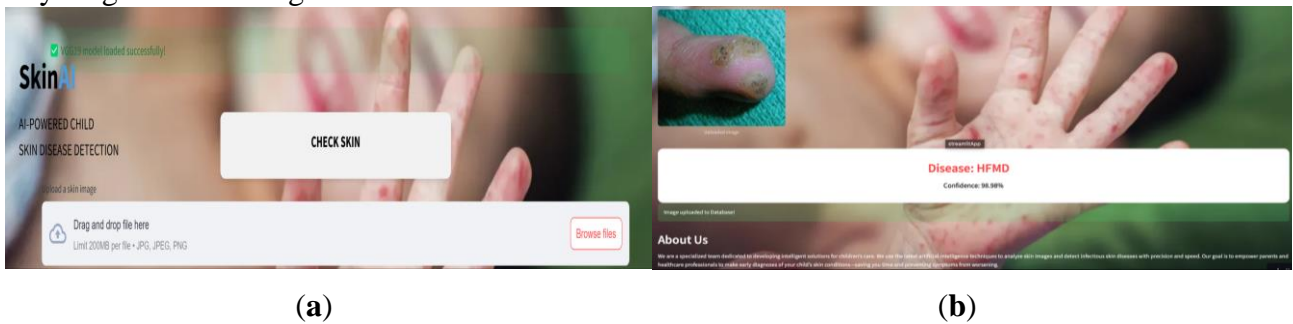 VGG19 model loaded successfully!
SkinAI
AI-POWERED CHILD
SKIN DISEASE DETECTION
CHECK SKIN
Upload a skin image
Drag and drop file here
Limit 200MB per file • JPG, JPEG, PNG
Browse files
(a)
Uploaded Image
StreamlitApp
Disease: HFMD
Confidence: 98.98%
Image uploaded to Database!
About Us
We are a specialized team dedicated to developing intelligent solutions for children's care. We use the latest artificial intelligence techniques to analyze skin images and detect infectious skin diseases with precision and speed. Our goal is to empower parents and
healthcare professionals to make early diagnoses of your child's skin conditions—saving you time and preventing symptoms from worsening.
(b)